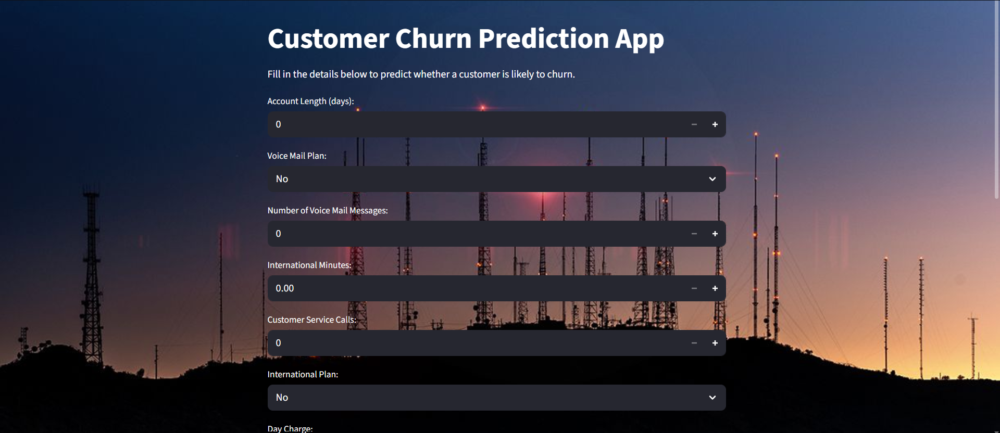 Customer Churn Prediction App
Fill in the details below to predict whether a customer is likely to churn.
Account Length (days):
0
Voice Mail Plan:
No
Number of Voice Mail Messages:
0
International Minutes:
0.00
Customer Service Calls:
0
International Plan:
No
Day Charge: